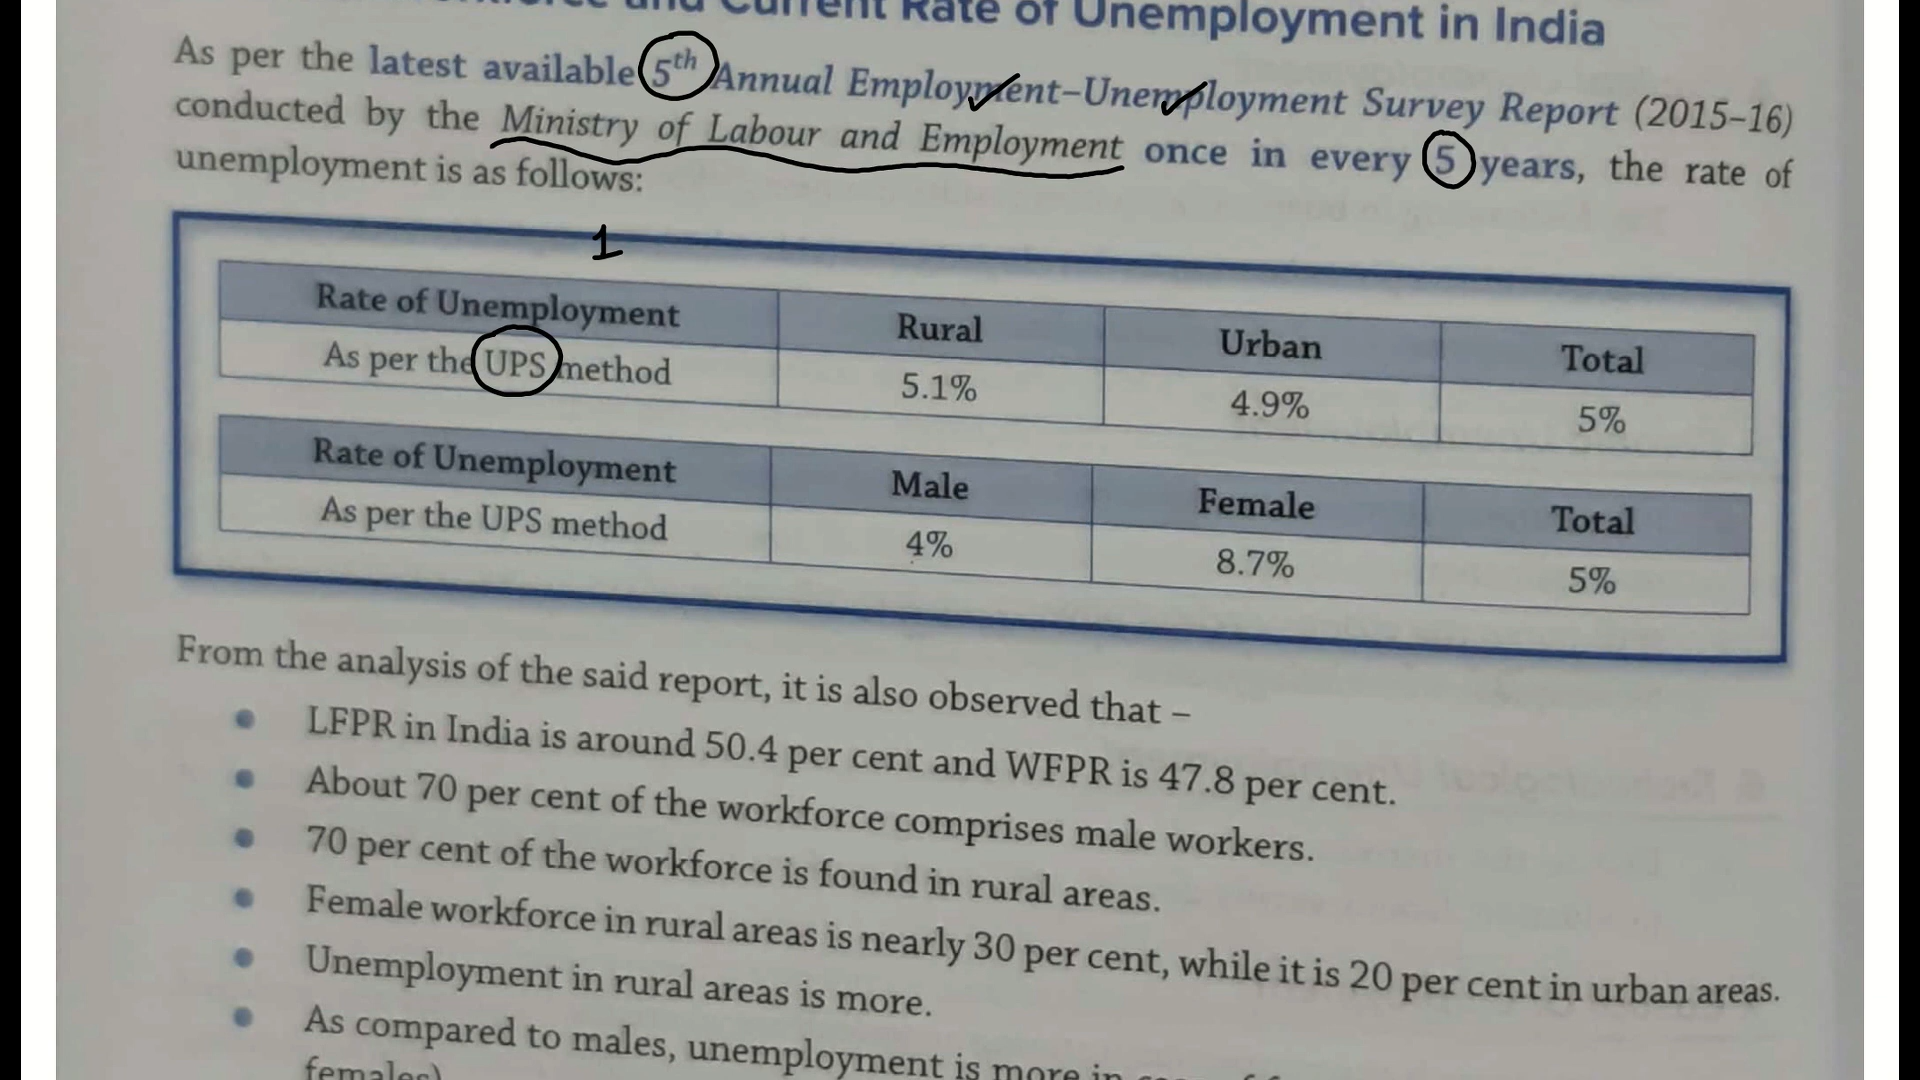 and Current Rate of Unemployment in India
As per the latest available 5th Annual Employment–Unemployment Survey Report (2015–16)
conducted by the Ministry of Labour and Employment once in every 5 years, the rate of
unemployment is as follows:
1
Rate of Unemployment Rural Urban Total
As per the UPS method 5.1% 4.9% 5%
Rate of Unemployment Male Female Total
As per the UPS method 4% 8.7% 5%
From the analysis of the said report, it is also observed that –
• LFPR in India is around 50.4 per cent and WFPR is 47.8 per cent.
• About 70 per cent of the workforce comprises male workers.
• 70 per cent of the workforce is found in rural areas.
• Female workforce in rural areas is nearly 30 per cent, while it is 20 per cent in urban areas.
• Unemployment in rural areas is more.
• As compared to males, unemployment is more in
females)